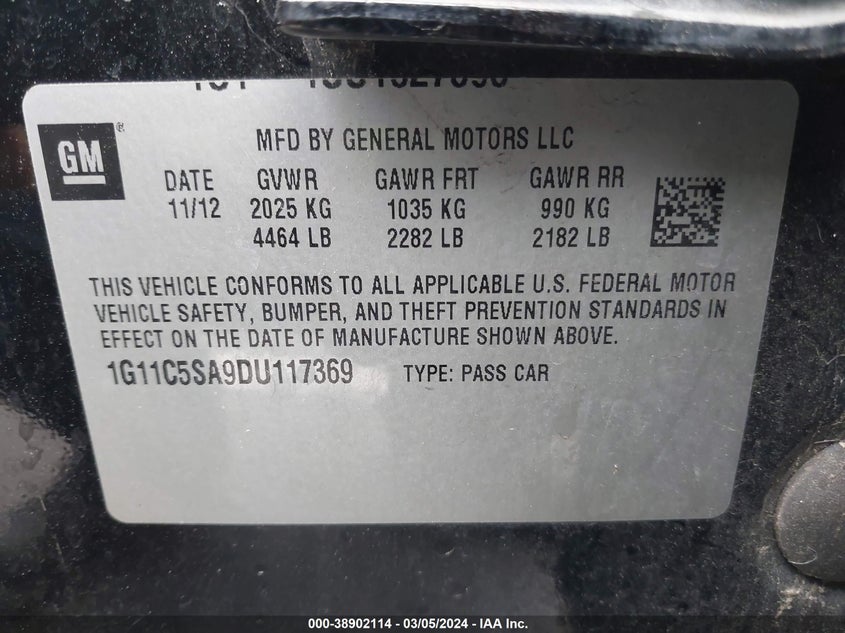 GM
MFD BY GENERAL MOTORS LLC
DATE GVWR GAWR FRT GAWR RR
11/12 2025 KG 1035 KG 990 KG
4464 LB 2282 LB 2182 LB
THIS VEHICLE CONFORMS TO ALL APPLICABLE U.S. FEDERAL MOTOR
VEHICLE SAFETY, BUMPER, AND THEFT PREVENTION STANDARDS IN
EFFECT ON THE DATE OF MANUFACTURE SHOWN ABOVE.
1G11C5SA9DU117369 TYPE: PASS CAR
000-38902114 - 03/05/2024 - IAA Inc.